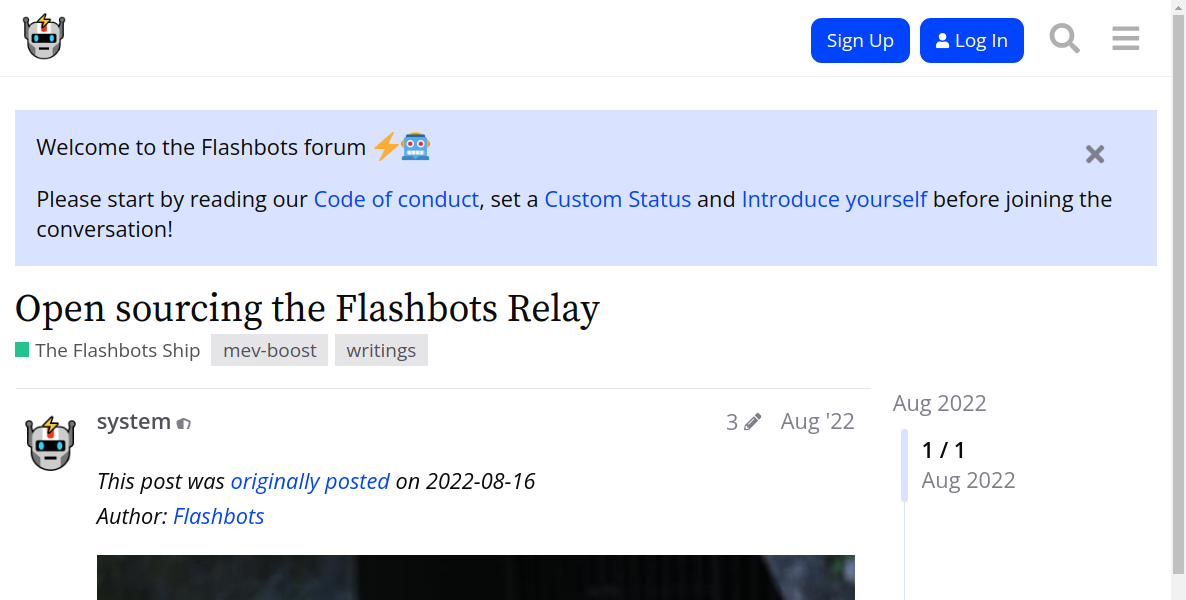 Sign Up
Log In
Welcome to the Flashbots forum
Please start by reading our Code of conduct, set a Custom Status and Introduce yourself before joining the
conversation!
Open sourcing the Flashbots Relay
The Flashbots Ship mev-boost writings
Aug 2022
system 3 Aug '22
1 / 1
Aug 2022
This post was originally posted on 2022-08-16
Author: Flashbots